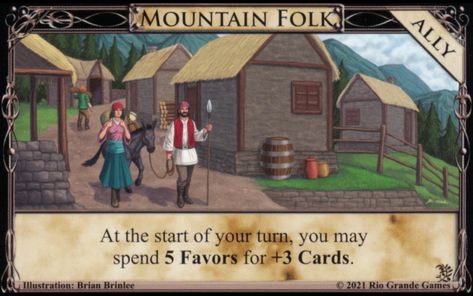 MOUNTAIN FOLK
ALLY
At the start of your turn, you may
spend 5 Favors for +3 Cards.
Illustration: Brian Brinlee
© 2021 Rio Grande Games